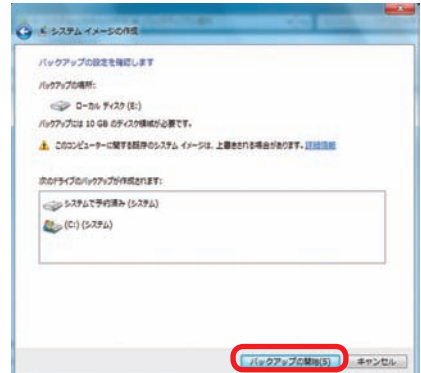 システム イメージの作成
バックアップの設定を確認します
バックアップの場所:
ローカル ディスク (E:)
バックアップには 10 GB のディスク領域が必要です。
このコンピューターに関する既存のシステム イメージは、上書きされる場合があります。詳細情報
次のドライブのバックアップが作成されます:
システムで予約済み (システム)
(C:) (システム)
バックアップの開始(S) キャンセル